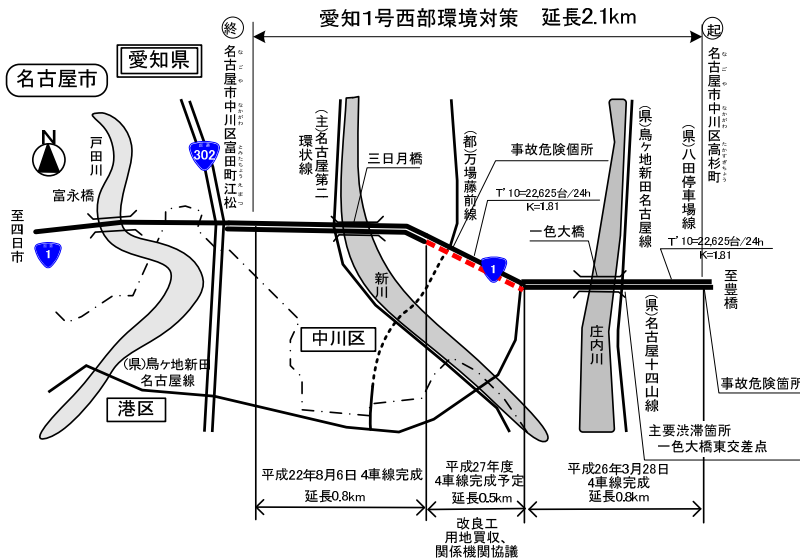 愛知1号西部環境対策　延長2.1km
終
起
愛知県
名古屋市
N
名古屋市中川区富田町江松
なごやなかがわとみたちょうえまつ
名古屋市中川区高杉町
なごやなかがわたかすぎちょう
戸田川
富永橋
至四日市
国道
1
国道
302
(主)名古屋第二
環状線
三日月橋
(都)万場藤前線
事故危険個所
T'10=22,625台/24h
K=1.81
一色大橋
(県)鳥ヶ地新田名古屋線
(県)八田停車場線
T'10=22,625台/24h
K=1.81
至豊橋
1
新川
中川区
庄内川
(県)名古屋十四山線
(県)鳥ヶ地新田
名古屋線
港区
事故危険箇所
主要渋滞箇所
一色大橋東交差点
平成22年8月6日 4車線完成
延長0.8km
平成27年度
4車線完成予定
延長0.5km
平成26年3月28日
4車線完成
延長0.8km
改良工
用地買収、
関係機関協議